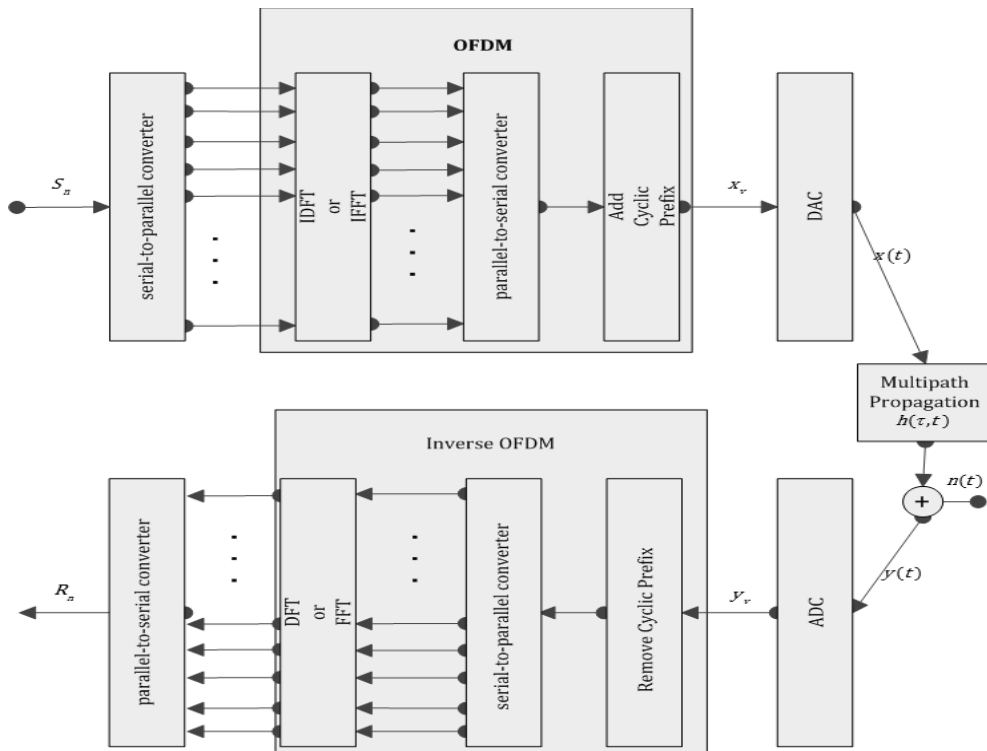 OFDM
S_n
serial-to-parallel converter
IDFT
or
IFFT
parallel-to-serial converter
Add
Cyclic
Prefix
x_v
DAC
x(t)
Multipath
Propagation
h(τ,t)
n(t)
+
y(t)
Inverse OFDM
R_n
parallel-to-serial converter
DFT
or
FFT
serial-to-parallel converter
Remove Cyclic Prefix
y_v
ADC